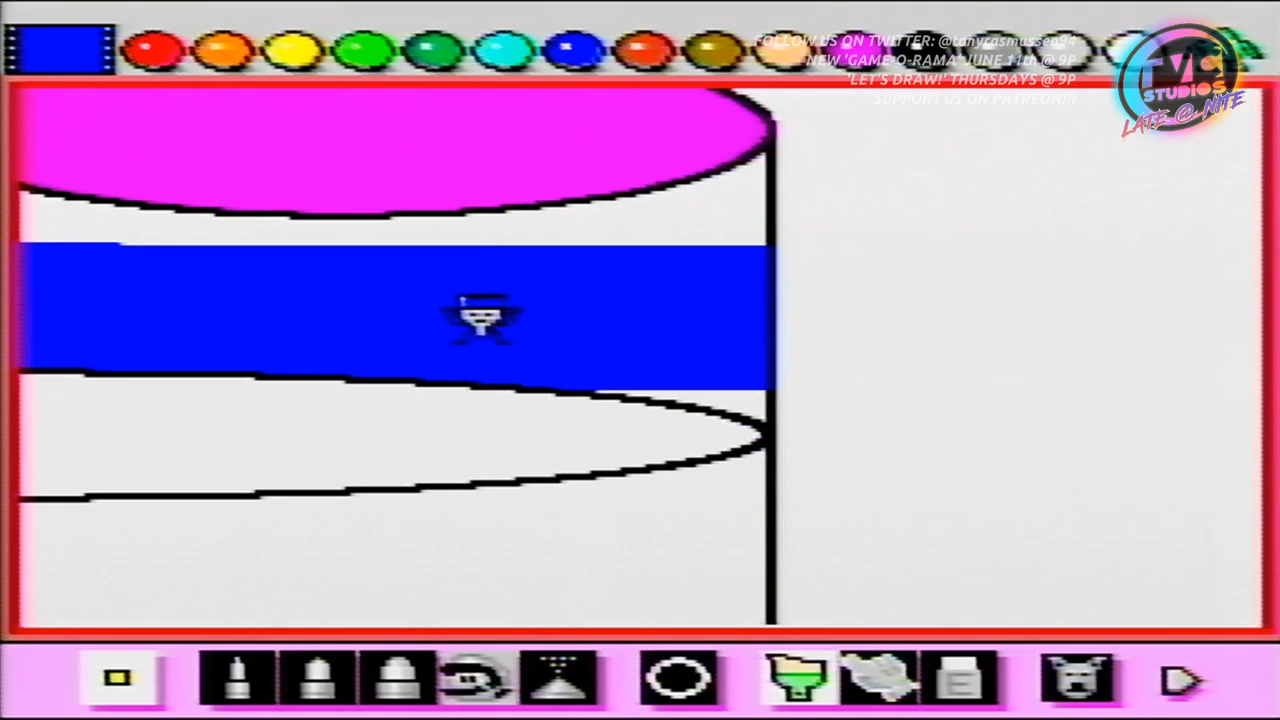 FOLLOW US ON TWITTER: @tonyrasmussen94
NEW 'GAME-O-RAMA' JUNE 11th @ 9P
'LET'S DRAW!' THURSDAYS @ 9P
SUPPORT US ON PATREON!!!
TVC
STUDIOS
LATE @ NITE